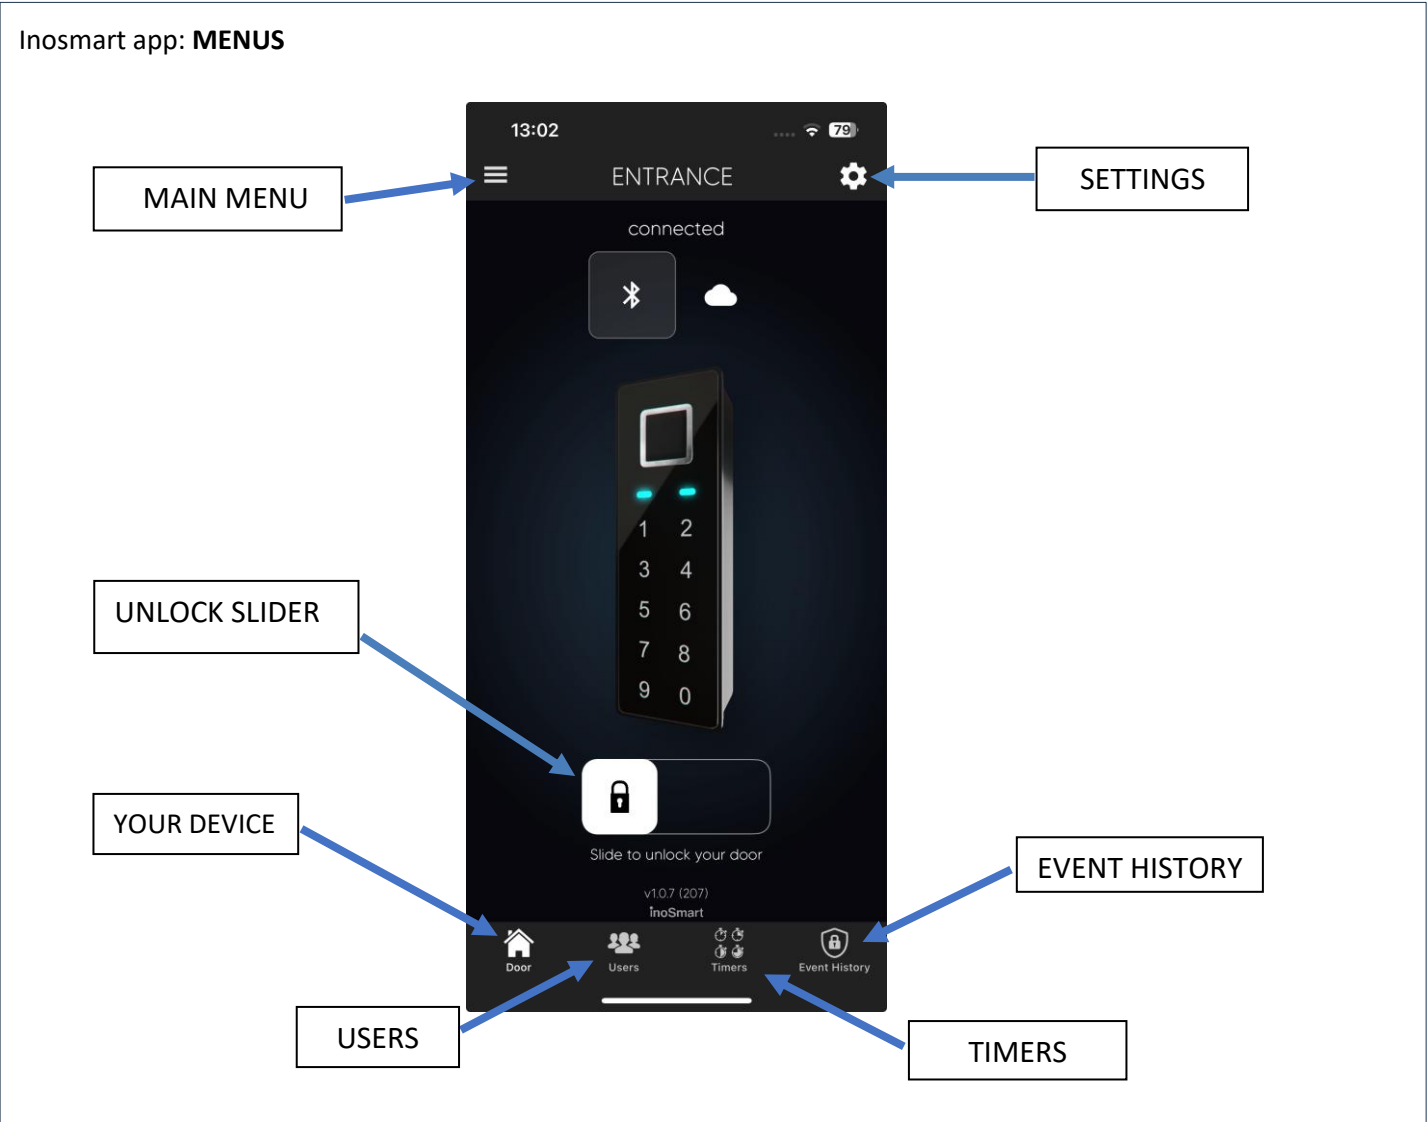 Inosmart app: MENUS
13:02
79
MAIN MENU
ENTRANCE
SETTINGS
connected
1 2
3 4
5 6
7 8
9 0
UNLOCK SLIDER
YOUR DEVICE
Slide to unlock your door
EVENT HISTORY
v1.0.7 (207)
inoSmart
Door
Users
Timers
Event History
USERS
TIMERS